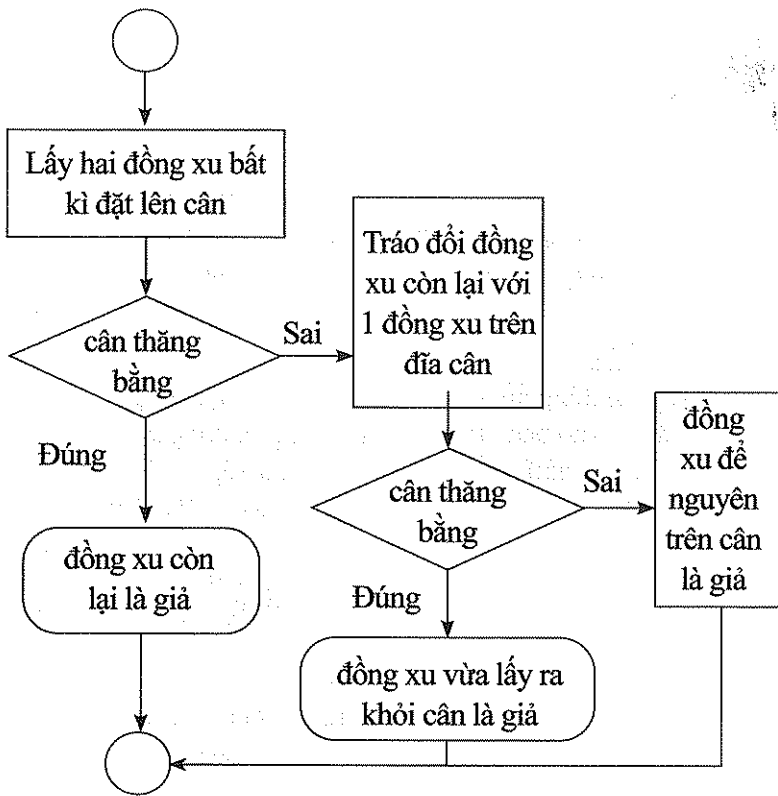 Lấy hai đồng xu bất
kì đặt lên cân
cân thăng
bằng
Sai
Đúng
đồng xu còn
lại là giả
Tráo đổi đồng
xu còn lại với
1 đồng xu trên
đĩa cân
cân thăng
bằng
Sai
Đúng
đồng xu vừa lấy ra
khỏi cân là giả
đồng
xu để
nguyên
trên cân
là giả